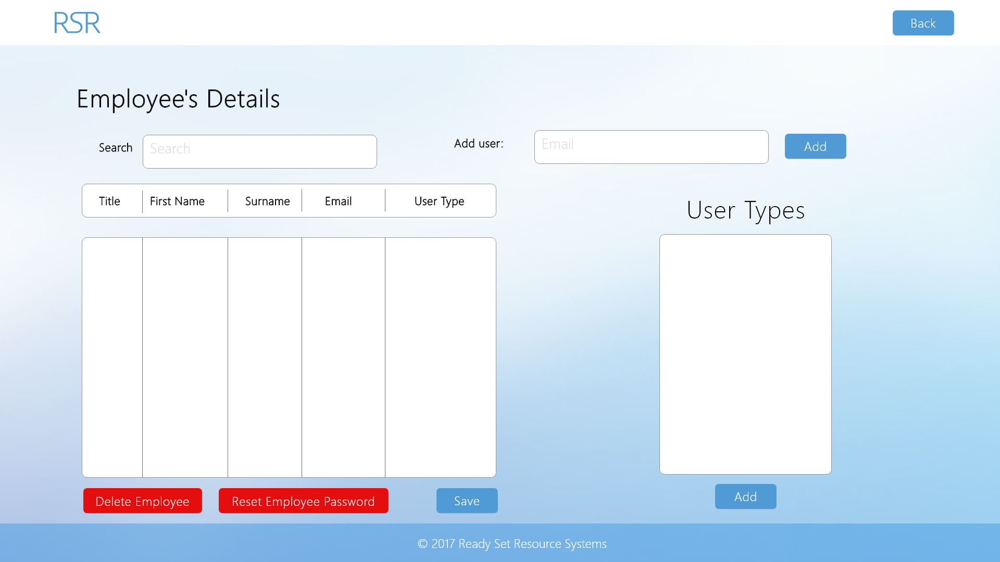 RSR
Back
Employee's Details
Search
Search
Add user:
Email
Add
Title
First Name
Surname
Email
User Type
User Types
Delete Employee
Reset Employee Password
Save
Add
© 2017 Ready Set Resource Systems